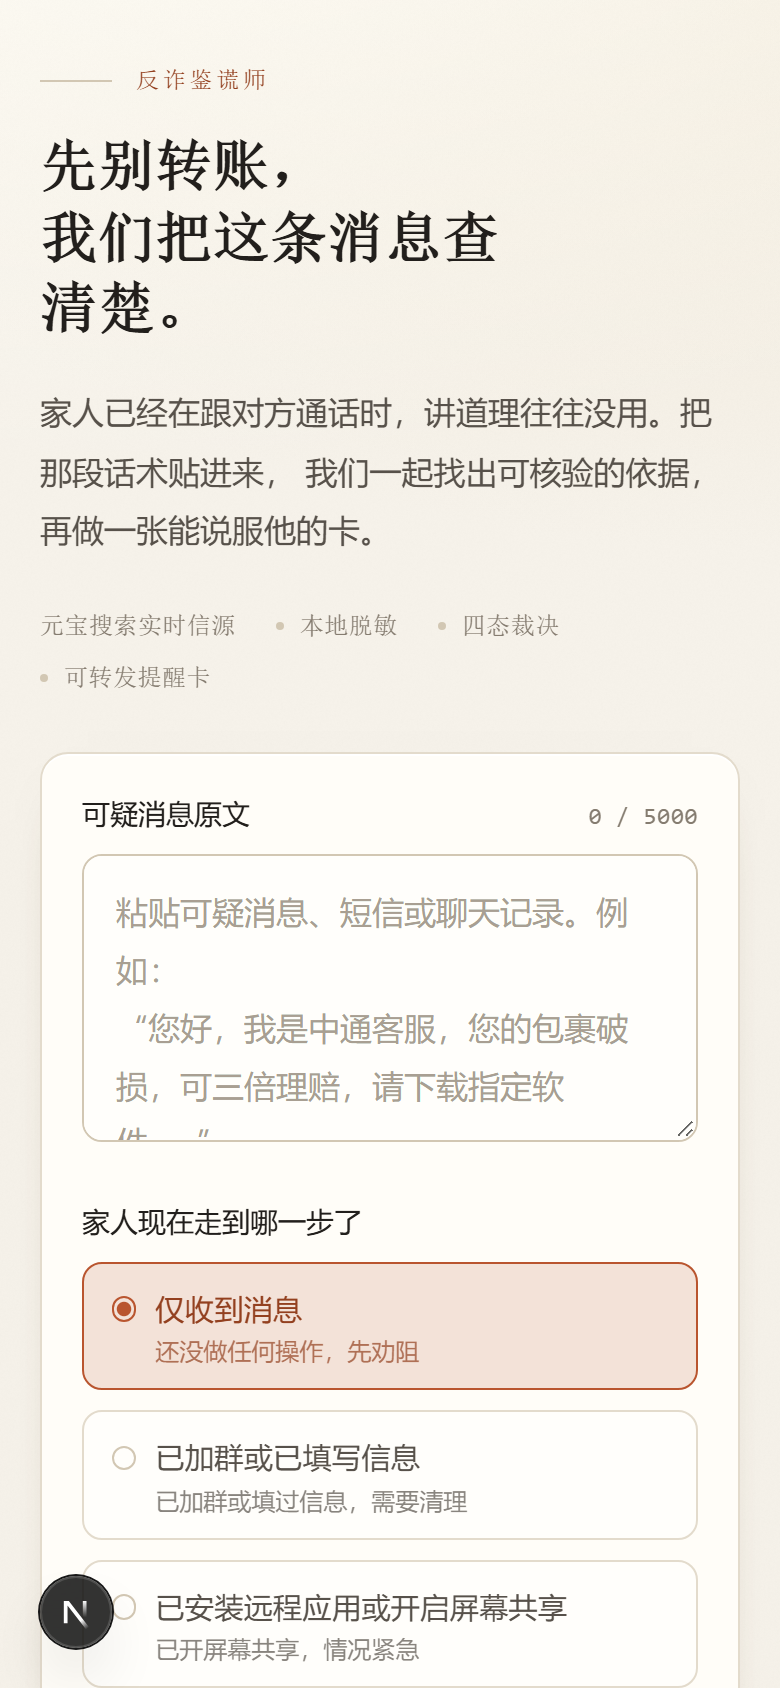 反诈鉴谎师
先别转账，
我们把这条消息查
清楚。
家人已经在跟对方通话时，讲道理往往没用。把
那段话术贴进来， 我们一起找出可核验的依据，
再做一张能说服他的卡。
元宝搜索实时信源 • 本地脱敏 • 四态裁决
• 可转发提醒卡
可疑消息原文 0 / 5000
粘贴可疑消息、短信或聊天记录。例
如：
“您好，我是中通客服，您的包裹破
损，可三倍理赔，请下载指定软
家人现在走到哪一步了
仅收到消息
还没做任何操作，先劝阻
已加群或已填写信息
已加群或填过信息，需要清理
已安装远程应用或开启屏幕共享
已开屏幕共享，情况紧急
N